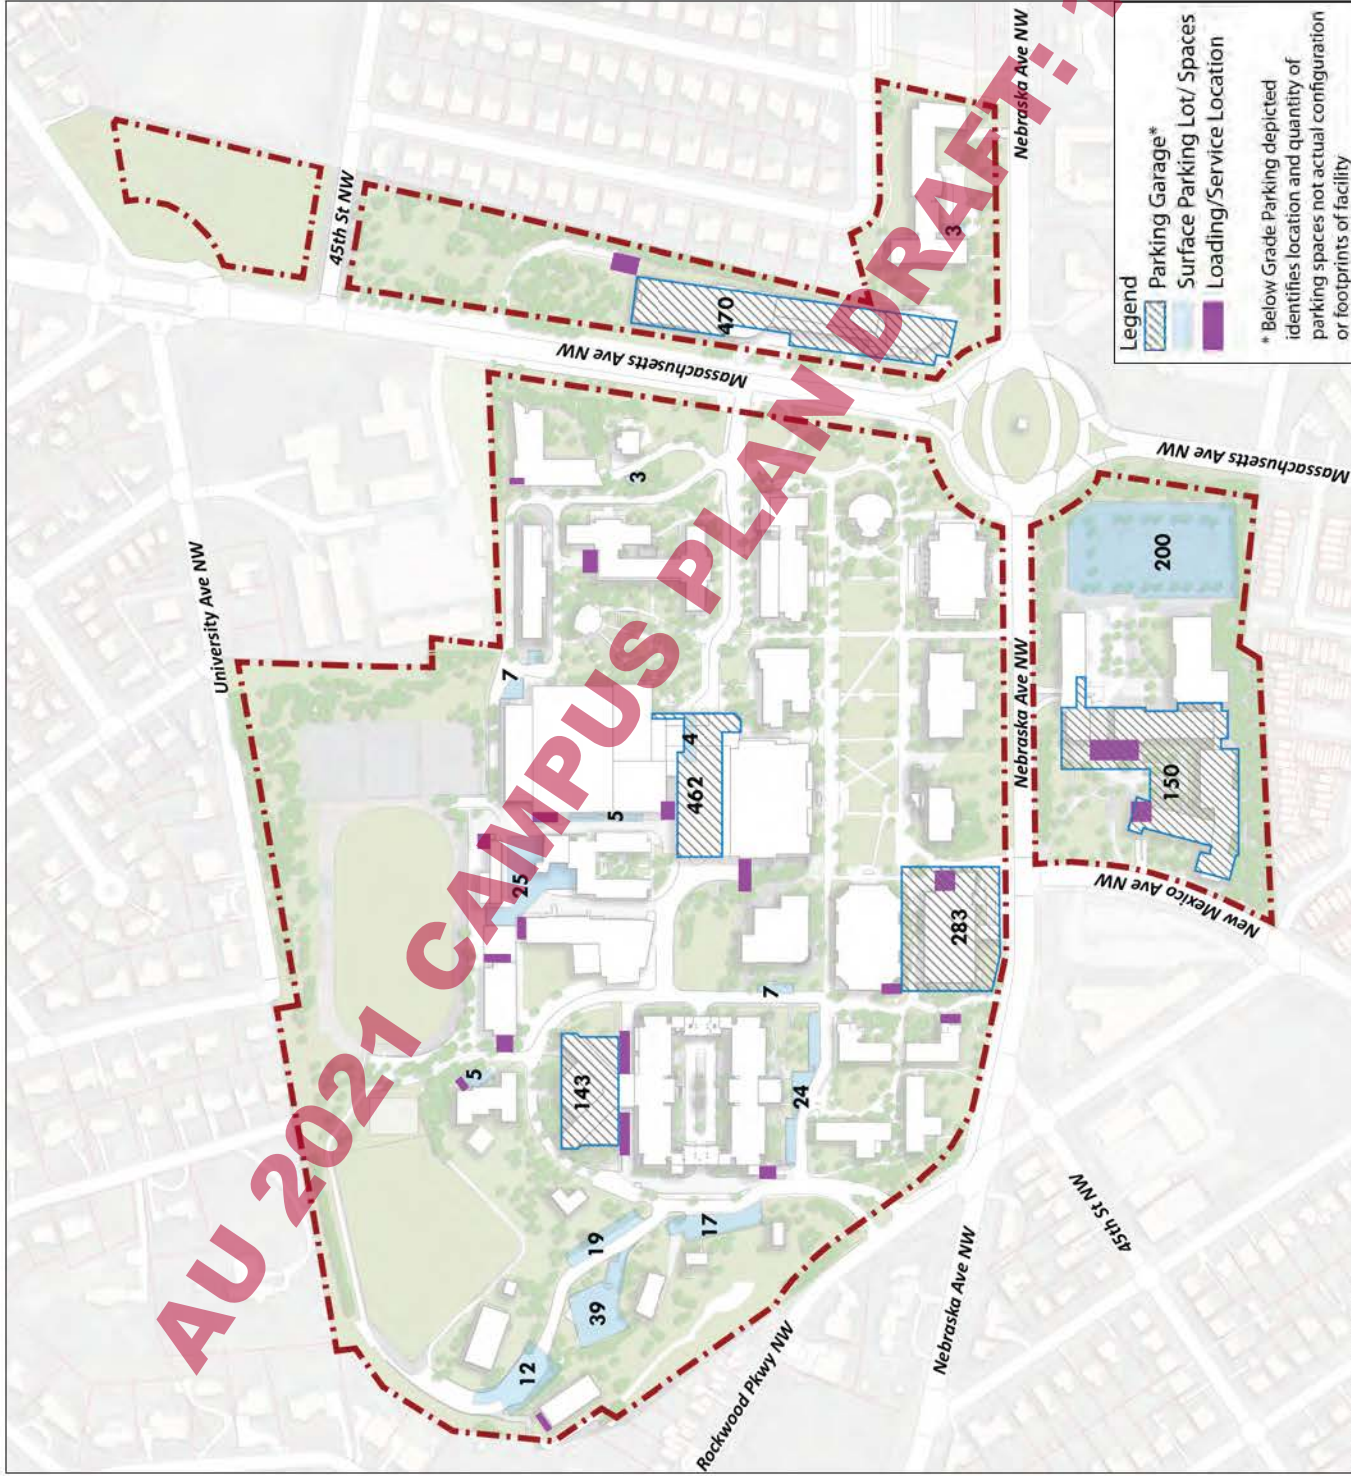 AU 2021 CAMPUS PLAN DRAFT:
University Ave NW
45th St NW
Massachusetts Ave NW
Nebraska Ave NW
470
3
3
7
4
462
5
25
7
5
143
24
283
19
17
39
12
Nebraska Ave NW
Massachusetts Ave NW
200
150
New Mexico Ave NW
45th St NW
Nebraska Ave NW
Rockwood Pkwy NW
Legend
Parking Garage*
Surface Parking Lot/ Spaces
Loading/Service Location
* Below Grade Parking depicted
identifies location and quantity of
parking spaces not actual configuration
or footprints of facility